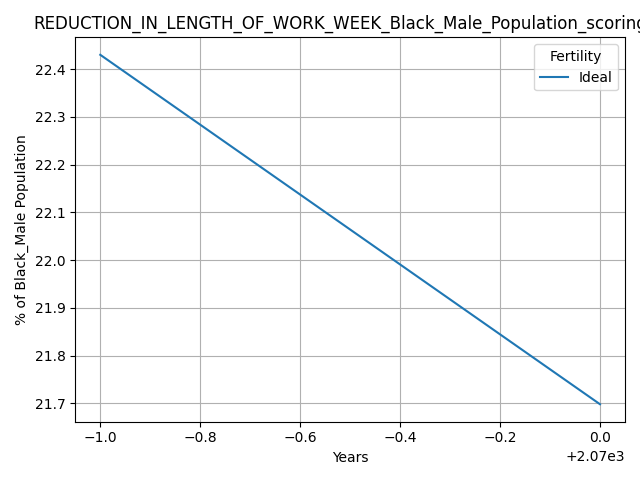 REDUCTION_IN_LENGTH_OF_WORK_WEEK_Black_Male_Population_scoring
Fertility
Ideal
22.4
22.3
22.2
22.1
22.0
21.9
21.8
21.7
% of Black_Male Population
−1.0 −0.8 −0.6 −0.4 −0.2 0.0
+2.07e3
Years